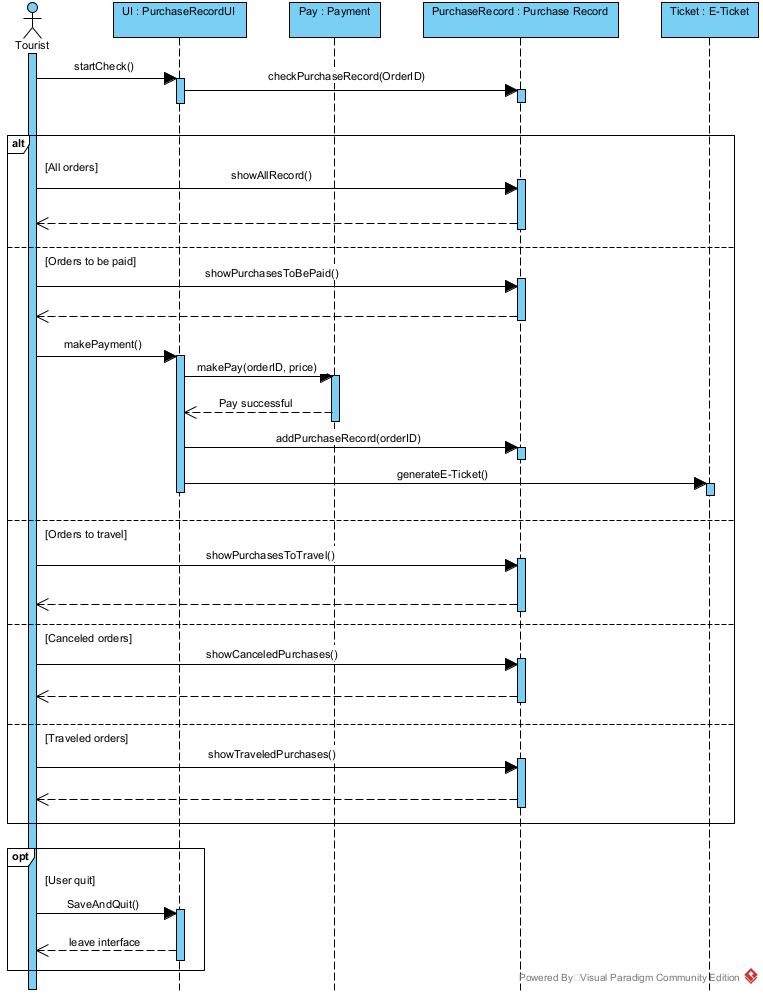 UI : PurchaseRecordUI
Pay : Payment
PurchaseRecord : Purchase Record
Ticket : E-Ticket
Tourist
startCheck()
checkPurchaseRecord(OrderID)
alt
[All orders]
showAllRecord()
[Orders to be paid]
showPurchasesToBePaid()
makePayment()
makePay(orderID, price)
Pay successful
addPurchaseRecord(orderID)
generateE-Ticket()
[Orders to travel]
showPurchasesToTravel()
[Canceled orders]
showCanceledPurchases()
[Traveled orders]
showTraveledPurchases()
opt
[User quit]
SaveAndQuit()
leave interface
Powered By Visual Paradigm Community Edition